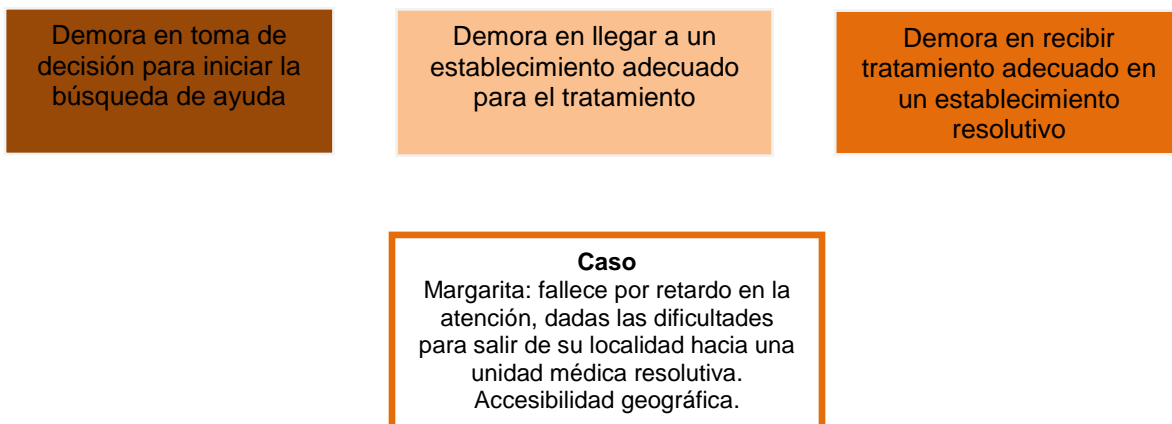 Demora en toma de
decisión para iniciar la
búsqueda de ayuda
Demora en llegar a un
establecimiento adecuado
para el tratamiento
Demora en recibir
tratamiento adecuado en
un establecimiento
resolutivo
Caso
Margarita: fallece por retardo en la
atención, dadas las dificultades
para salir de su localidad hacia una
unidad médica resolutiva.
Accesibilidad geográfica.